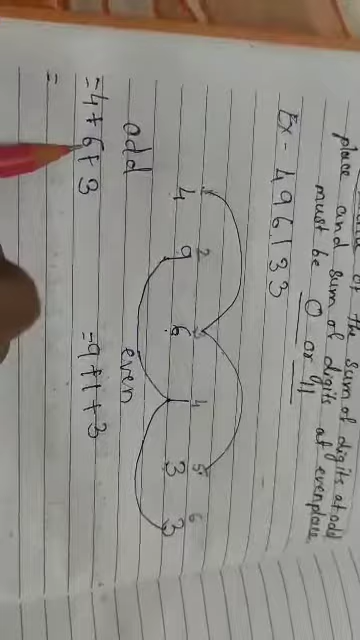 of the sum of digits at odd
place and sum of digits at even place
must be 0 or 11
Ex - 496133
1 2 3 4 5 6
4 9 6 1 3 3
odd even
=4+6+3 =9+1+3
=